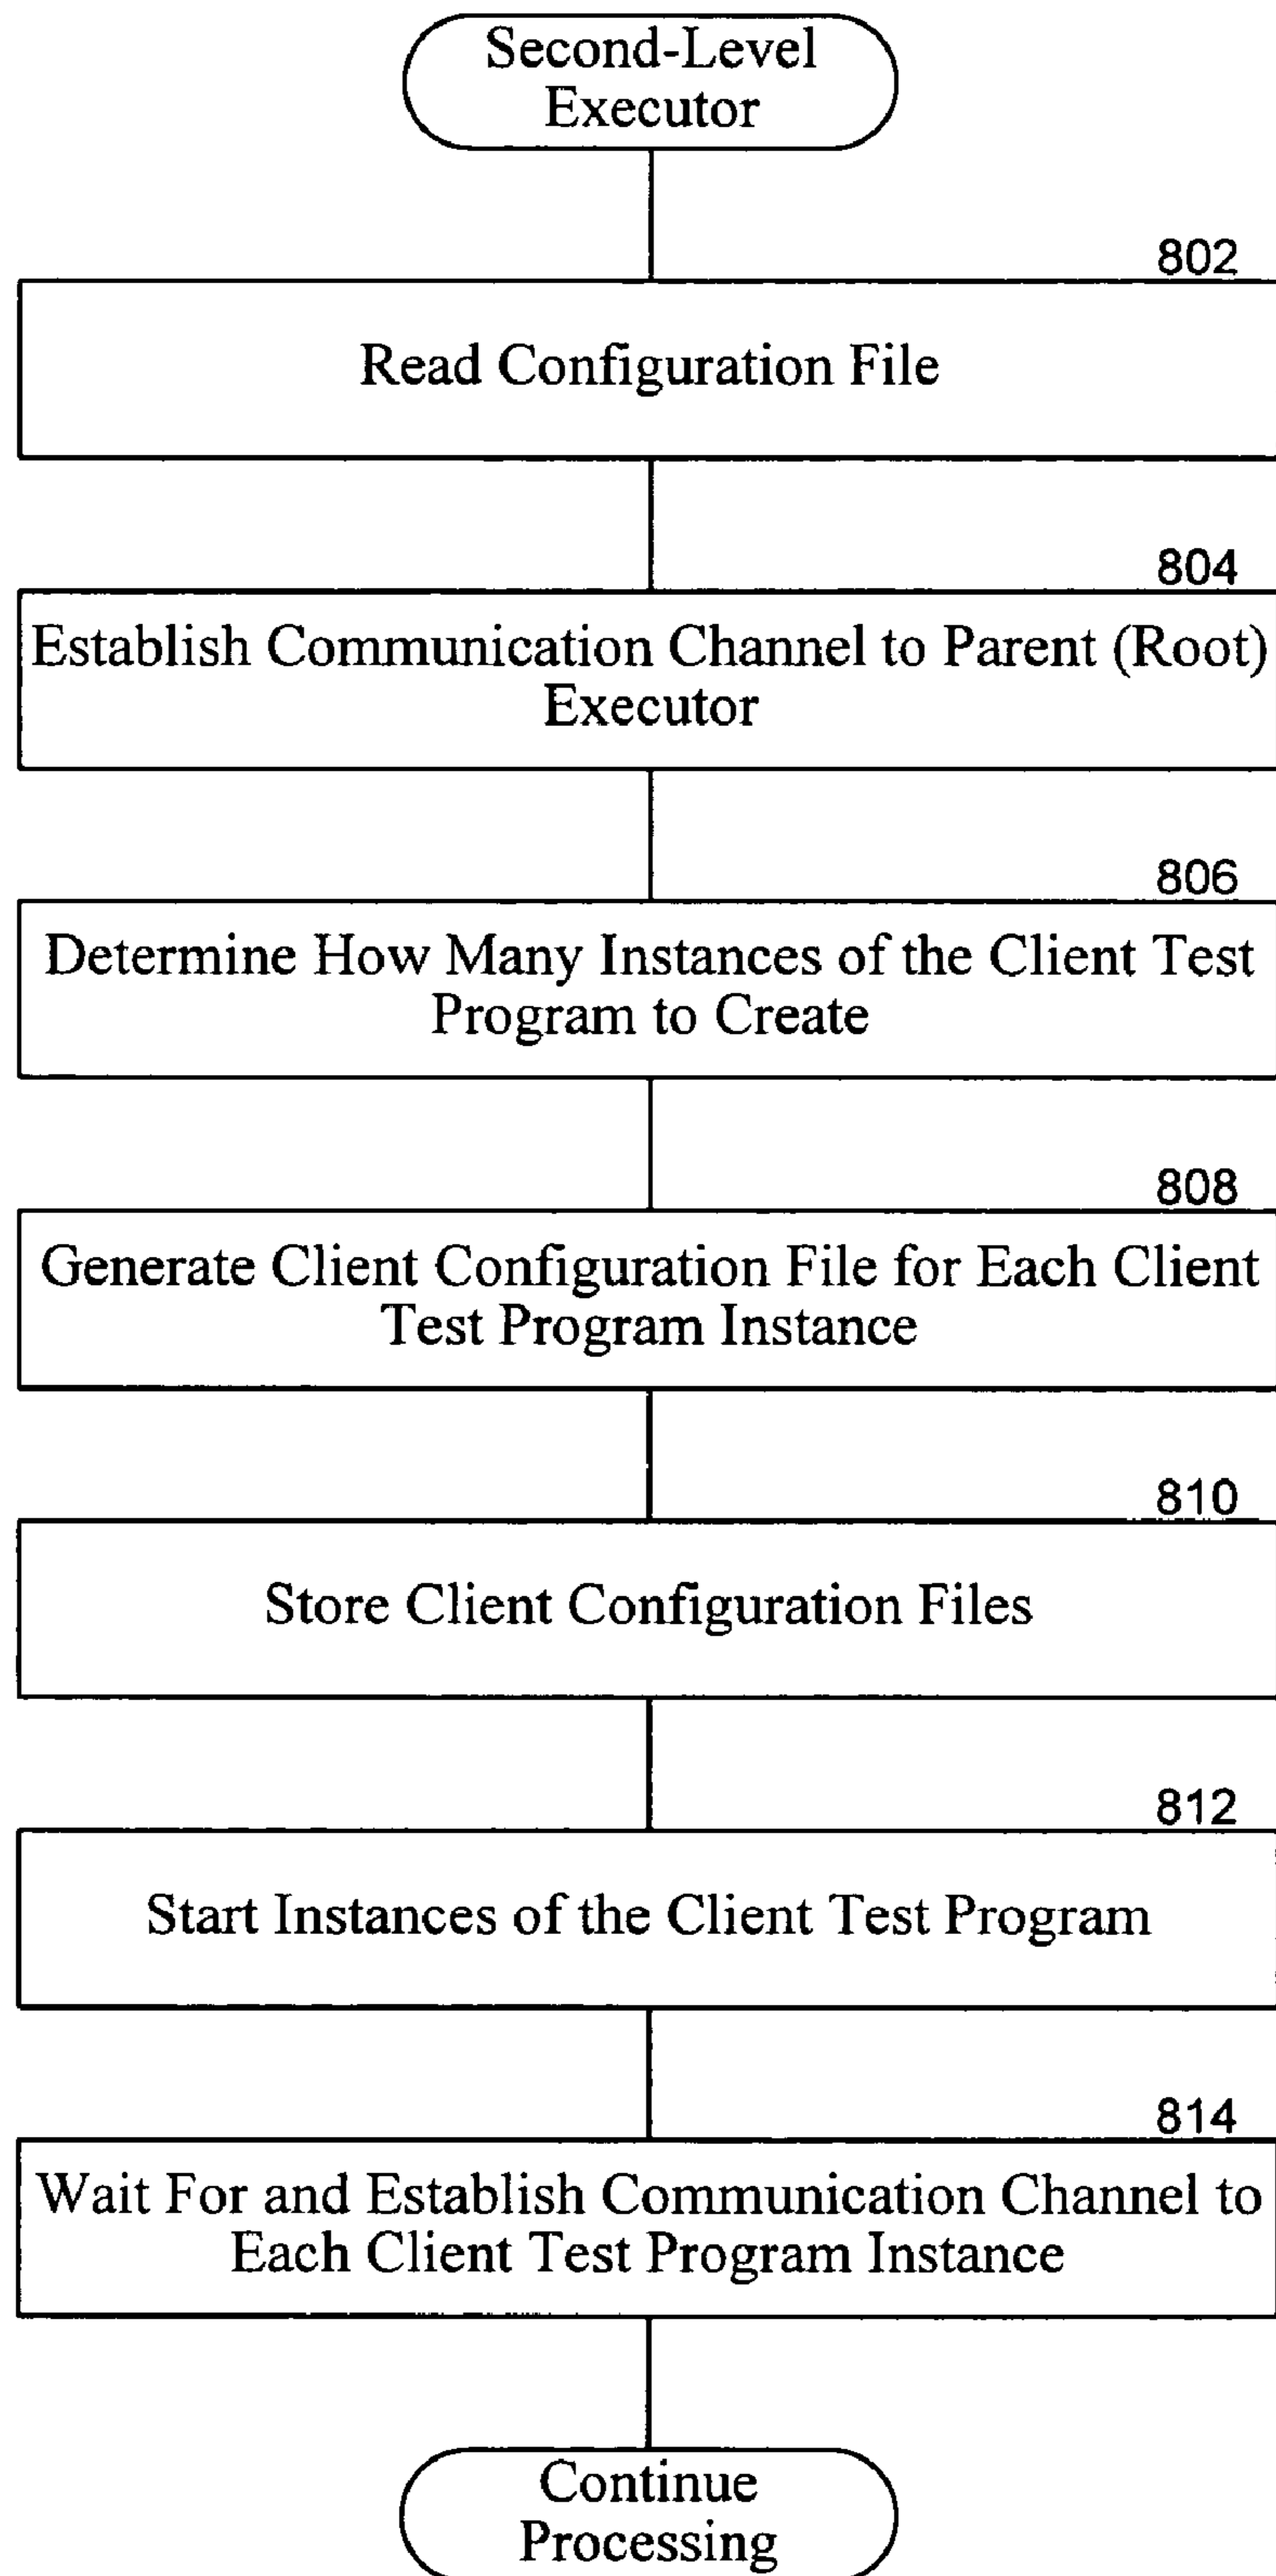 Second-Level
Executor
802
Read Configuration File
804
Establish Communication Channel to Parent (Root)
Executor
806
Determine How Many Instances of the Client Test
Program to Create
808
Generate Client Configuration File for Each Client
Test Program Instance
810
Store Client Configuration Files
812
Start Instances of the Client Test Program
814
Wait For and Establish Communication Channel to
Each Client Test Program Instance
Continue
Processing